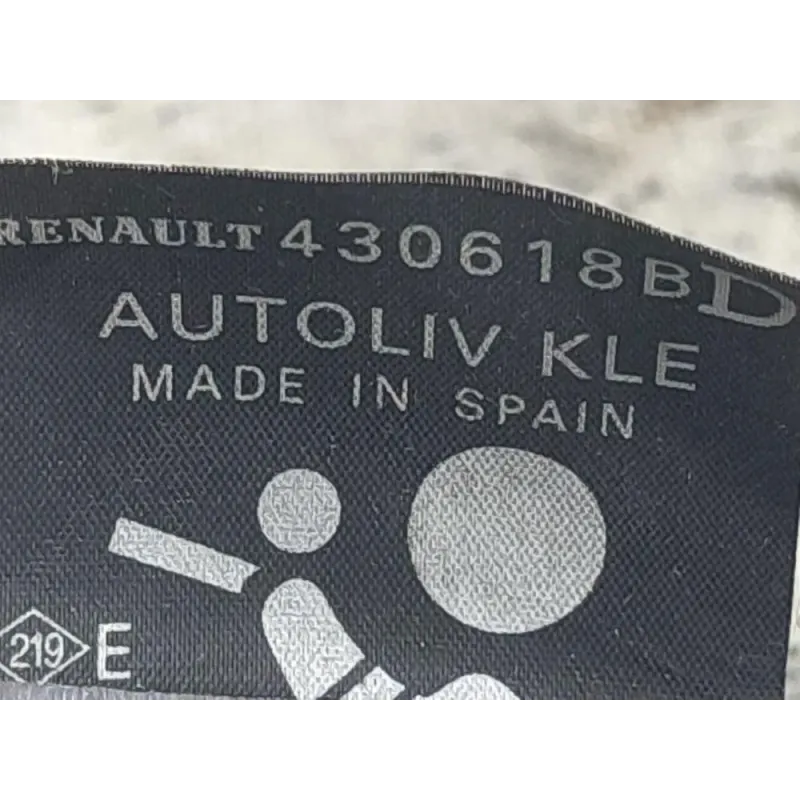 RENAULT 430618BD
AUTOLIV KLE
MADE IN SPAIN
219 E